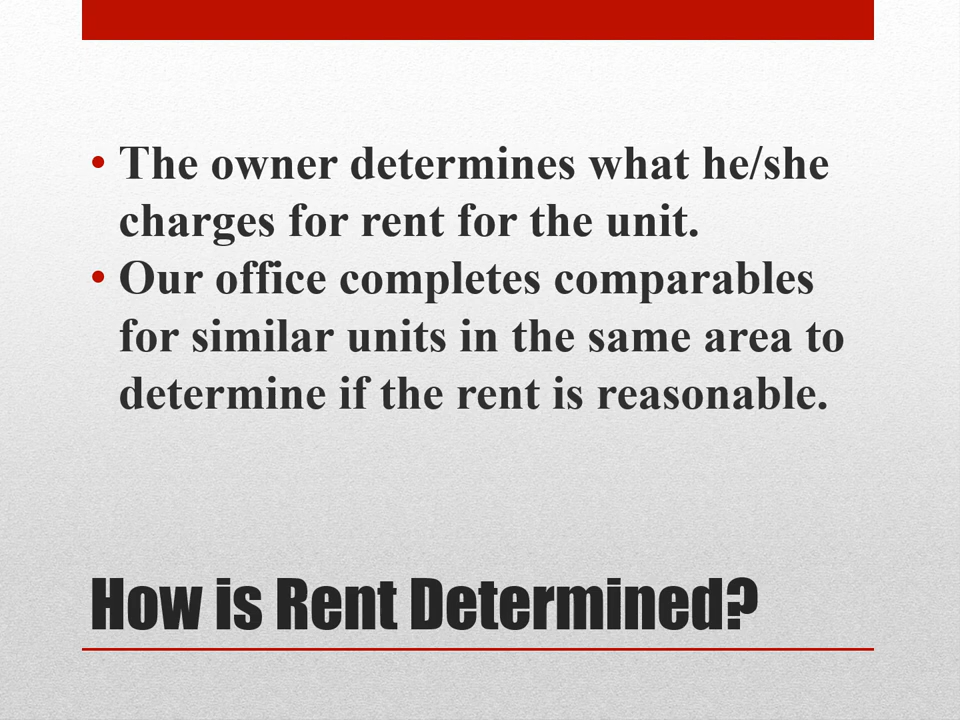 • The owner determines what he/she
charges for rent for the unit.
• Our office completes comparables
for similar units in the same area to
determine if the rent is reasonable.
How is Rent Determined?